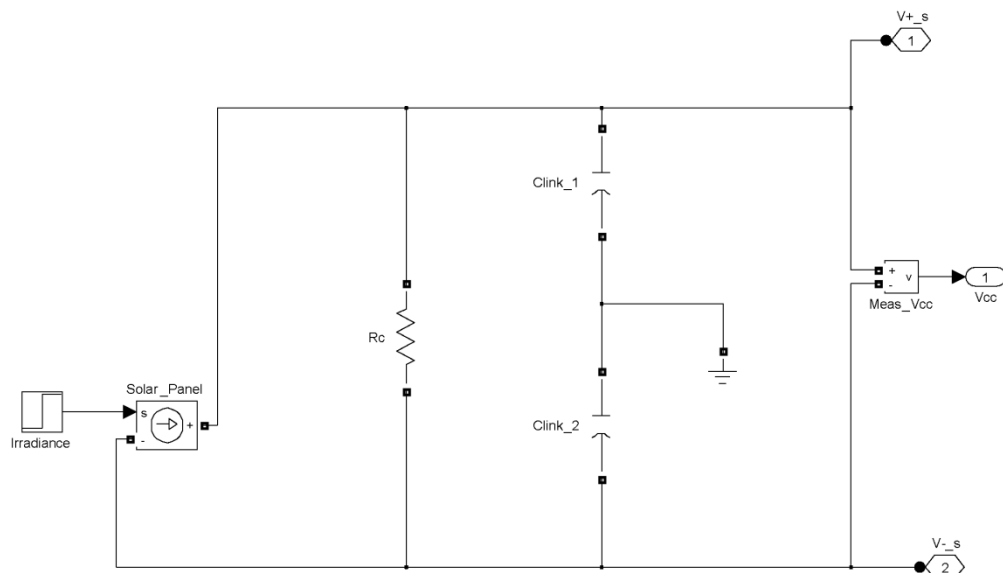 V+_s
1
Clink_1
+
-
v
1
Meas_Vcc
Vcc
Rc
Solar_Panel
s
+
-
Irradiance
Clink_2
V-_s
2